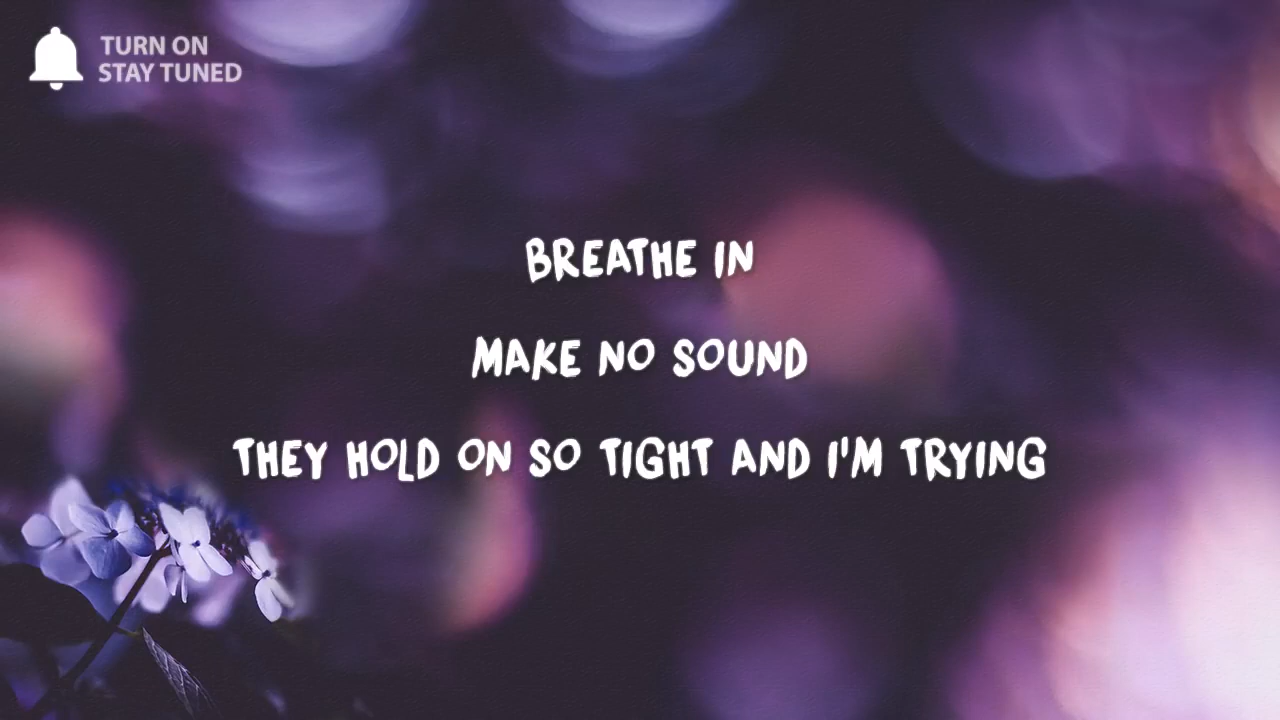 TURN ON
STAY TUNED
BREATHE IN
MAKE NO SOUND
THEY HOLD ON SO TIGHT AND I'M TRYING